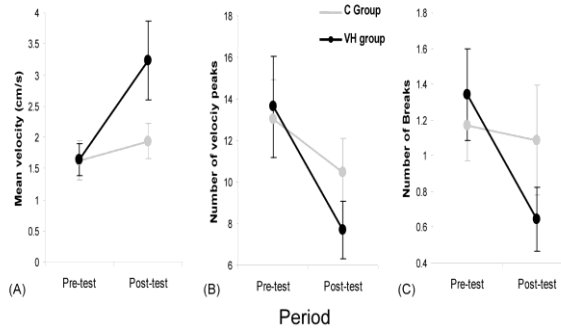 C Group
VH group
Mean velocity (cm/s)
4
3.5
3
2.5
2
1.5
1
0.5
0
Pre-test
Post-test
(A)
Number of velociy peaks
18
16
14
12
10
8
6
Pre-test
Post-test
(B)
Number of Breaks
1.8
1.6
1.4
1.2
1
0.8
0.6
0.4
Pre-test
Post-test
(C)
Period